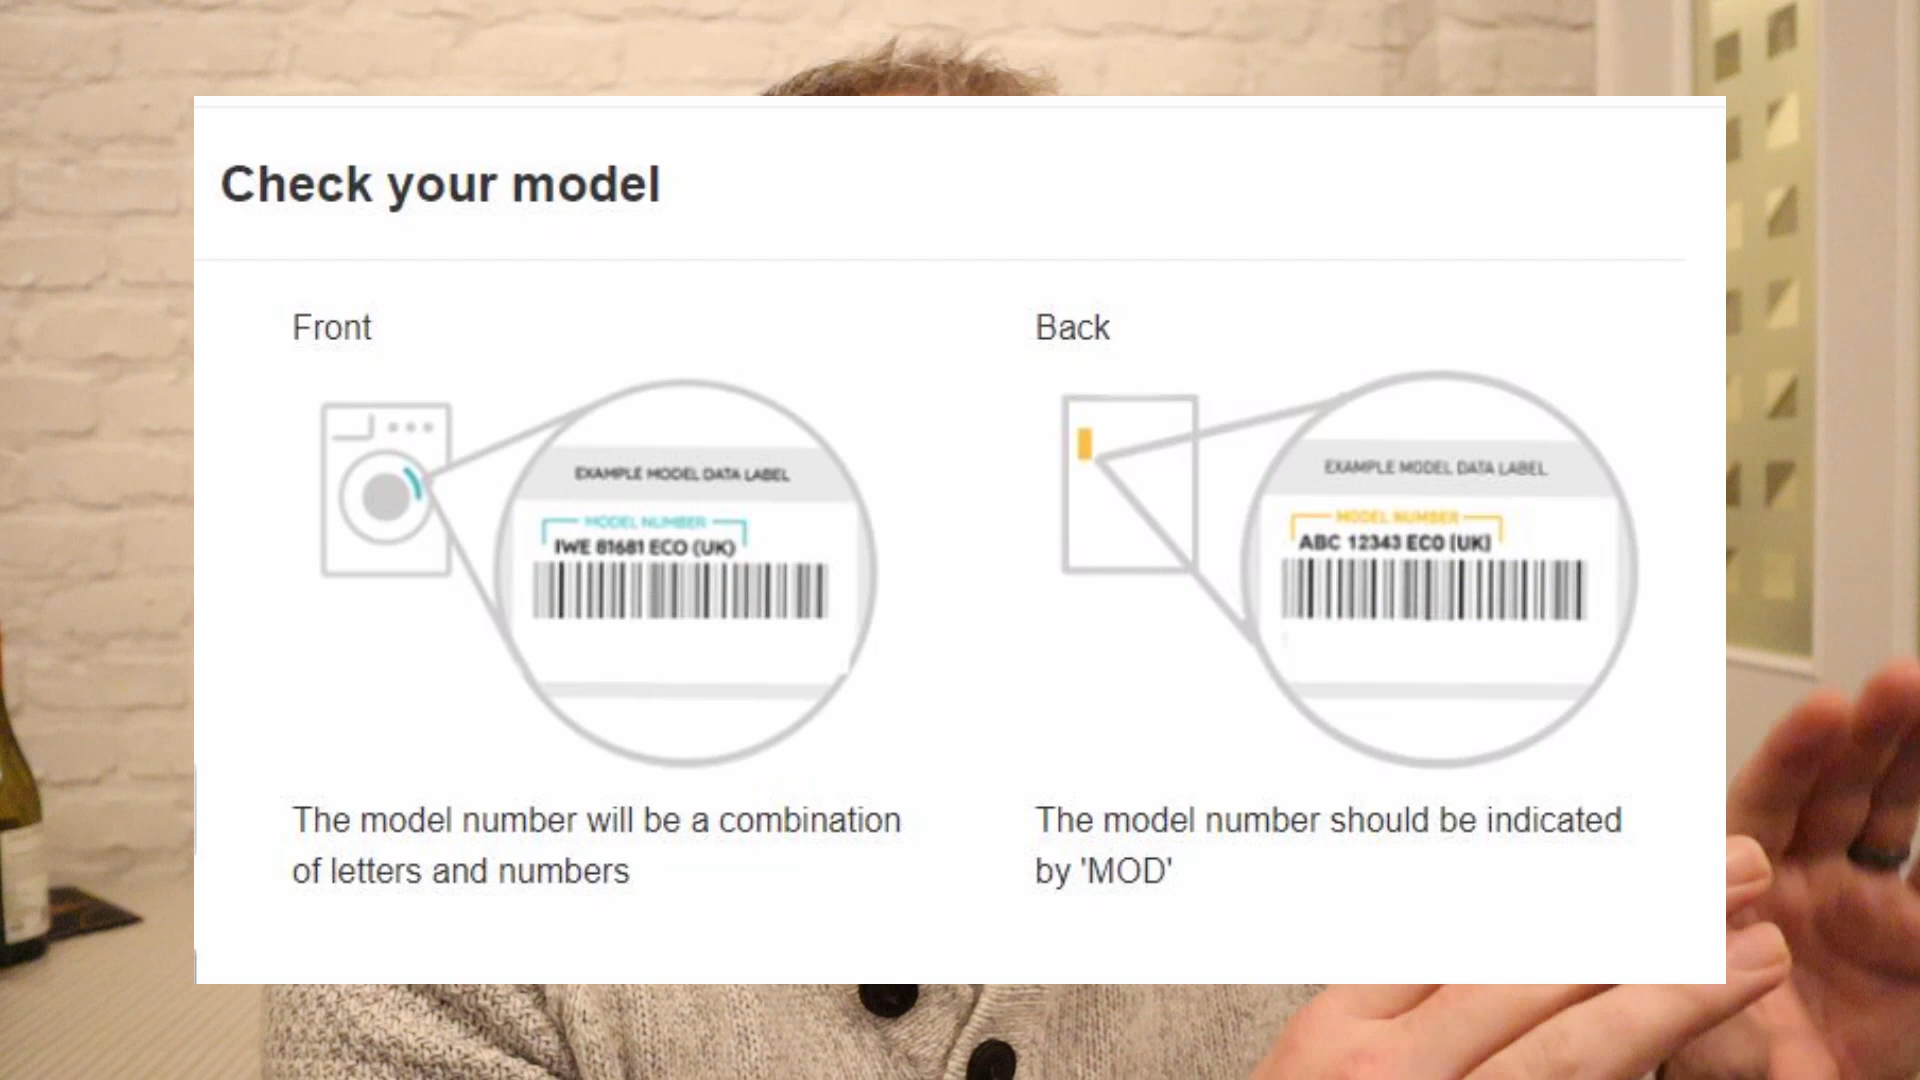 Check your model
Front
EXAMPLE MODEL DATA LABEL
MODEL NUMBER
IWE 81681 ECO (UK)
The model number will be a combination
of letters and numbers
Back
EXAMPLE MODEL DATA LABEL
MODEL NUMBER
ABC 12343 ECO (UK)
The model number should be indicated
by 'MOD'